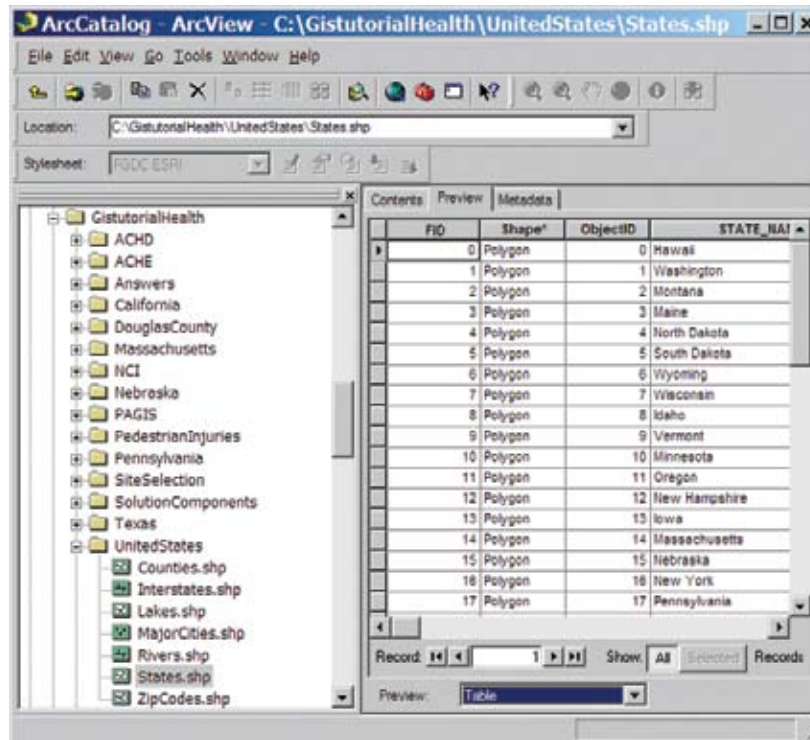 ArcCatalog - ArcView - C:\GistutorialHealth\UnitedStates\States.shp
File Edit View Go Tools Window Help
Location: C:\GistutorialHealth\UnitedStates\States.shp
Stylesheet: FGDC ESRI
GistutorialHealth
ACHD
ACHE
Answers
California
DouglasCounty
Massachusetts
NCI
Nebraska
PAGIS
PedestrianInjuries
Pennsylvania
SiteSelection
SolutionComponents
Texas
UnitedStates
Counties.shp
Interstates.shp
Lakes.shp
MajorCities.shp
Rivers.shp
States.shp
ZipCodes.shp
Contents Preview Metadata
FID Shape* ObjectID STATE_NA
0 Polygon 0 Hawaii
1 Polygon 1 Washington
2 Polygon 2 Montana
3 Polygon 3 Maine
4 Polygon 4 North Dakota
5 Polygon 5 South Dakota
6 Polygon 6 Wyoming
7 Polygon 7 Wisconsin
8 Polygon 8 Idaho
9 Polygon 9 Vermont
10 Polygon 10 Minnesota
11 Polygon 11 Oregon
12 Polygon 12 New Hampshire
13 Polygon 13 Iowa
14 Polygon 14 Massachusetts
15 Polygon 15 Nebraska
16 Polygon 16 New York
17 Polygon 17 Pennsylvania
Record: 1 Show: All Selected Records
Preview: Table